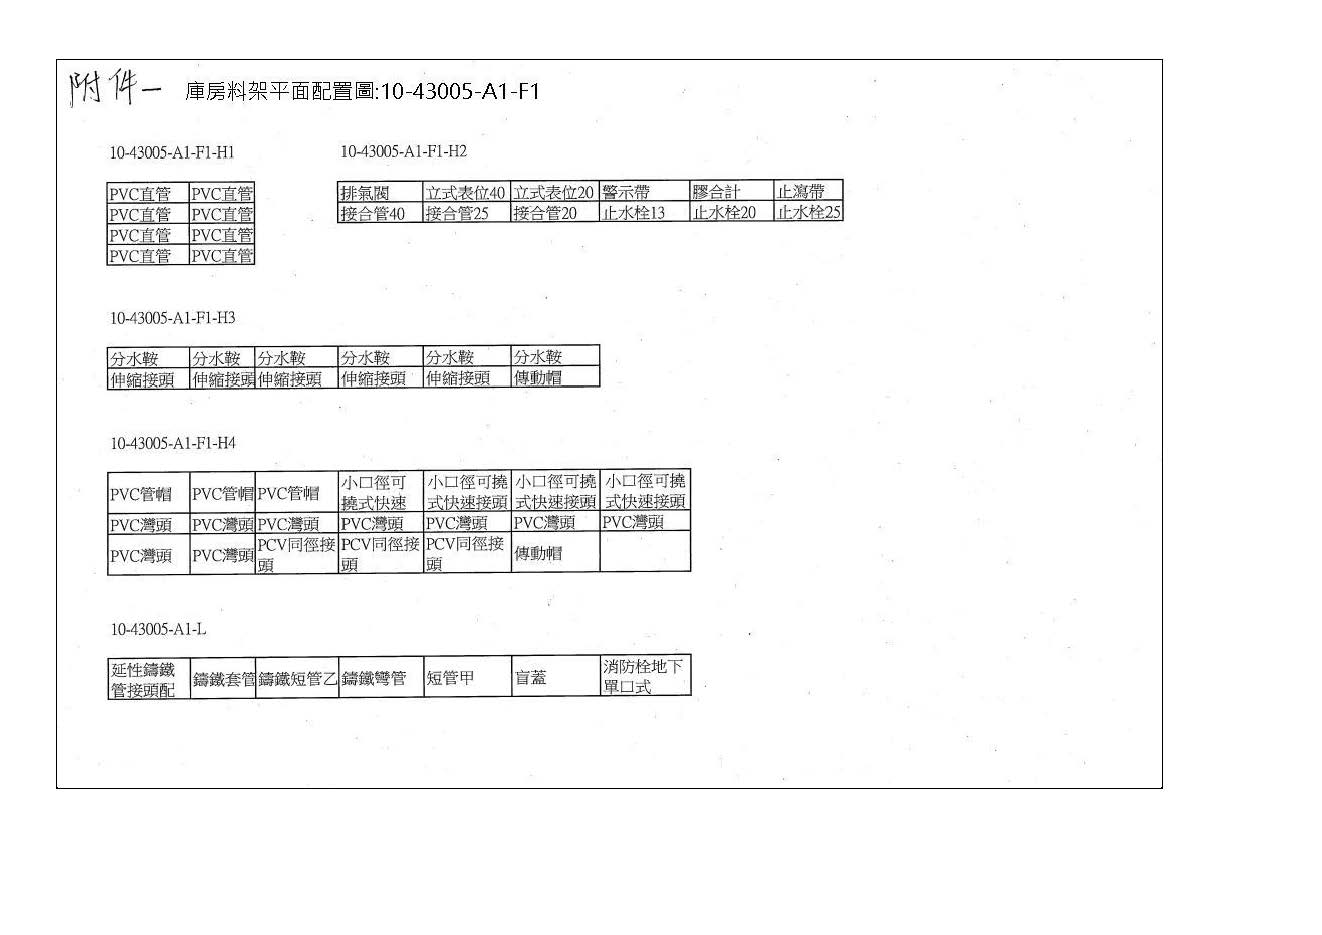 附件一 庫房料架平面配置圖:10-43005-A1-F1
10-43005-A1-F1-H1 10-43005-A1-F1-H2
PVC直管 PVC直管
PVC直管 PVC直管
PVC直管 PVC直管
PVC直管 PVC直管
排氣閥 立式表位40 立式表位20 警示帶 膠合計 止瀉帶
接合管40 接合管25 接合管20 止水栓13 止水栓20 止水栓25
10-43005-A1-F1-H3
分水鞍 分水鞍 分水鞍 分水鞍 分水鞍 分水鞍
伸縮接頭 伸縮接頭 伸縮接頭 伸縮接頭 伸縮接頭 傳動帽
10-43005-A1-F1-H4
PVC管帽 PVC管帽 PVC管帽 小口徑可 小口徑可撓 小口徑可撓 小口徑可撓
撓式快速 式快速接頭 式快速接頭 式快速接頭
PVC灣頭 PVC灣頭 PVC灣頭 PVC灣頭 PVC灣頭 PVC灣頭 PVC灣頭
PVC灣頭 PVC灣頭 PCV同徑接 PCV同徑接 PCV同徑接 傳動帽
頭 頭 頭
10-43005-A1-L
延性鑄鐵 鑄鐵套管 鑄鐵短管乙 鑄鐵彎管 短管甲 盲蓋 消防栓地下
管接頭配 單口式